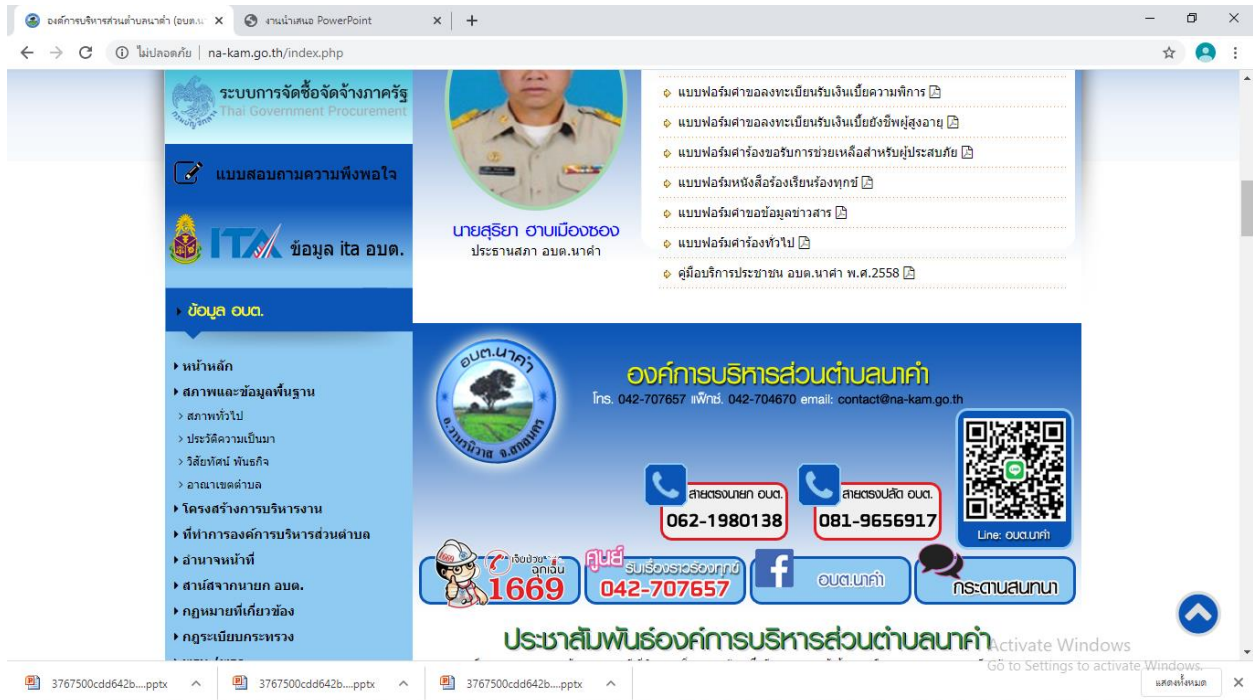 องค์การบริหารส่วนตำบลนาคำ (อบต.น
งานนำเสนอ PowerPoint
ไม่ปลอดภัย | na-kam.go.th/index.php
ระบบการจัดซื้อจัดจ้างภาครัฐ
Thai Government Procurement
แบบสอบถามความพึงพอใจ
ITA ข้อมูล ita อบต.
ข้อมูล อบต.
หน้าหลัก
สภาพและข้อมูลพื้นฐาน
สภาพทั่วไป
ประวัติความเป็นมา
วิสัยทัศน์ พันธกิจ
อาณาเขตตำบล
โครงสร้างการบริหารงาน
ที่ทำการองค์การบริหารส่วนตำบล
อำนาจหน้าที่
สาน์สจากนายก อบต.
กฎหมายที่เกี่ยวข้อง
กฎระเบียบกระทรวง
นายสุริยา ฮาบเมืองซอง
ประธานสภา อบต.นาคำ
แบบฟอร์มคำขอลงทะเบียนรับเงินเบี้ยความพิการ
แบบฟอร์มคำขอลงทะเบียนรับเงินเบี้ยยังชีพผู้สูงอายุ
แบบฟอร์มคำร้องขอรับการช่วยเหลือสำหรับผู้ประสบภัย
แบบฟอร์มหนังสือร้องเรียนร้องทุกข์
แบบฟอร์มคำขอข้อมูลข่าวสาร
แบบฟอร์มคำร้องทั่วไป
คู่มือบริการประชาชน อบต.นาคำ พ.ศ.2558
อบต.นาคำ
อ.วานรนิวาส จ.สกลนคร
องค์การบริหารส่วนตำบลนาคำ
โทร. 042-707657 แฟ็กซ์. 042-704670 email: contact@na-kam.go.th
สายตรงนายก อบต.
062-1980138
สายตรงปลัด อบต.
081-9656917
Line: อบต.นาคำ
เจ็บป่วย
ฉุกเฉิน
1669
ศูนย์
รับเรื่องราวร้องทุกข์
042-707657
อบต.นาคำ
กระดานสนทนา
ประชาสัมพันธ์องค์การบริหารส่วนตำบลนาคำ
Activate Windows
Go to Settings to activate Windows.
3767500cdd642b....pptx
3767500cdd642b....pptx
3767500cdd642b....pptx
แสดงทั้งหมด